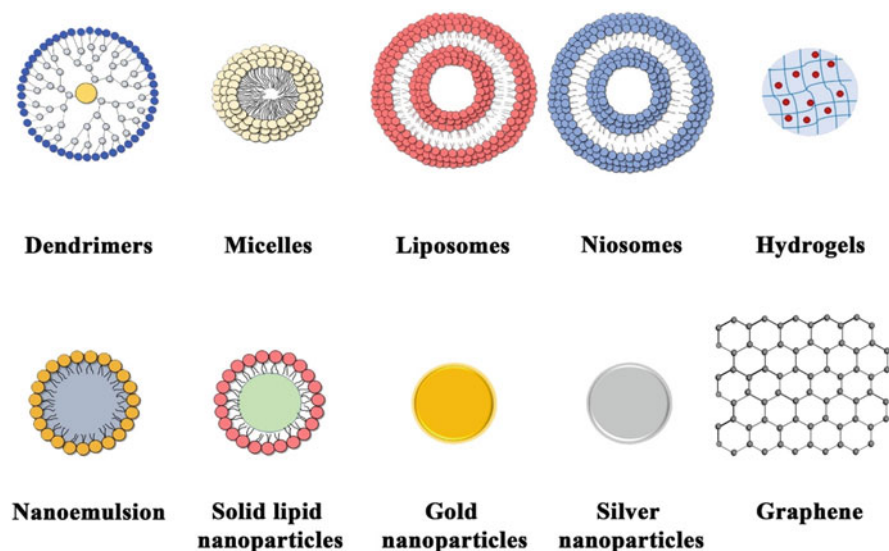 Dendrimers
Micelles
Liposomes
Niosomes
Hydrogels
Nanoemulsion
Solid lipid
nanoparticles
Gold
nanoparticles
Silver
nanoparticles
Graphene